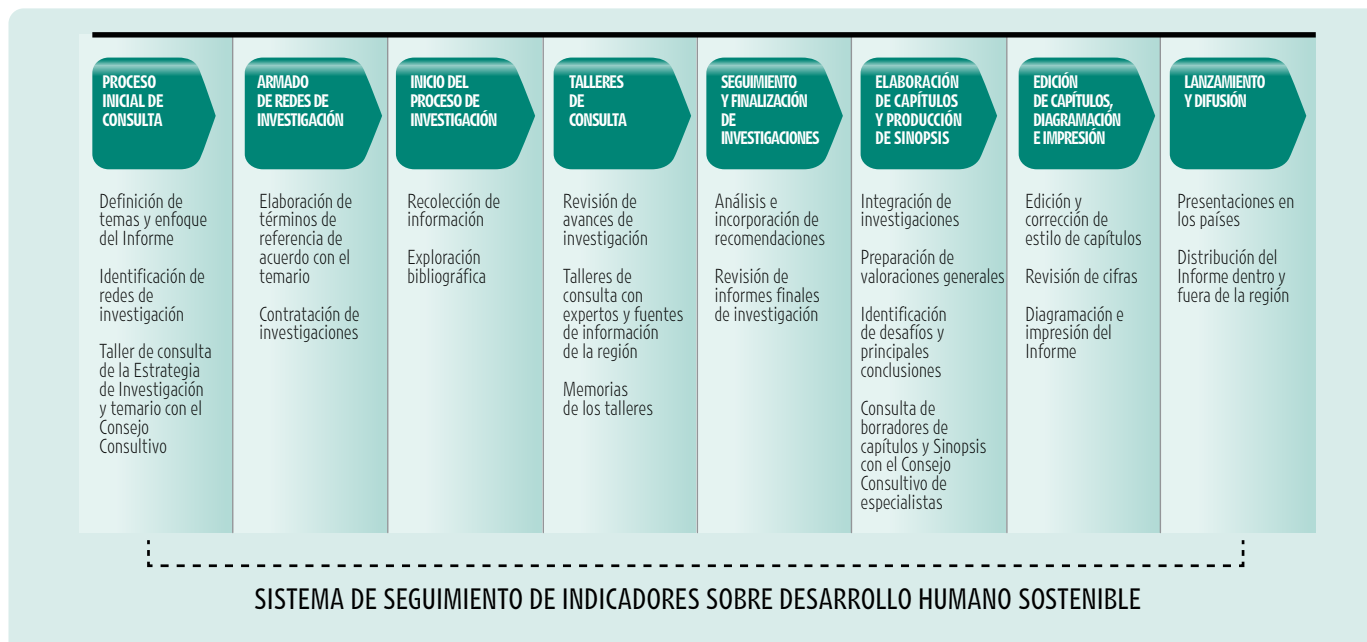 PROCESO
INICIAL DE
CONSULTA
Definición de
temas y enfoque
del Informe
Identificación de
redes de
investigación
Taller de consulta
de la Estrategia
de Investigación
y temario con el
Consejo
Consultivo
ARMADO
DE REDES DE
INVESTIGACIÓN
Elaboración de
términos de
referencia de
acuerdo con el
temario
Contratación de
investigaciones
INICIO DEL
PROCESO DE
INVESTIGACIÓN
Recolección de
información
Exploración
bibliográfica
TALLERES
DE
CONSULTA
Revisión de
avances de
investigación
Talleres de
consulta con
expertos y fuentes
de información
de la región
Memorias
de los talleres
SEGUIMIENTO
Y FINALIZACIÓN
DE
INVESTIGACIONES
Análisis e
incorporación de
recomendaciones
Revisión de
informes finales
de investigación
ELABORACIÓN
DE CAPÍTULOS
Y PRODUCCIÓN
DE SINOPSIS
Integración de
investigaciones
Preparación de
valoraciones generales
Identificación
de desafíos y
principales
conclusiones
Consulta de
borradores de
capítulos y Sinopsis
con el Consejo
Consultivo de
especialistas
EDICIÓN
DE CAPÍTULOS,
DIAGRAMACIÓN
E IMPRESIÓN
Edición y
corrección de
estilo de capítulos
Revisión de cifras
Diagramación e
impresión del
Informe
LANZAMIENTO
Y DIFUSIÓN
Presentaciones en
los países
Distribución del
Informe dentro y
fuera de la región
SISTEMA DE SEGUIMIENTO DE INDICADORES SOBRE DESARROLLO HUMANO SOSTENIBLE